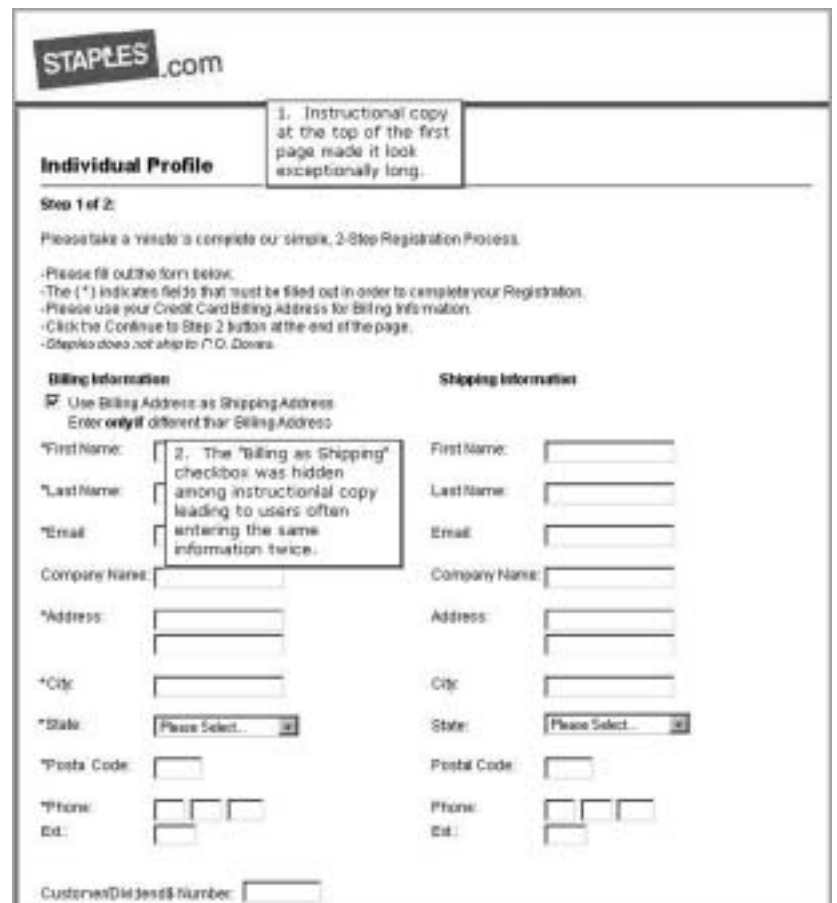 STAPLES.com
1. Instructional copy
at the top of the first
page made it look
exceptionally long.
Individual Profile
Step 1 of 2:
Please take a minute to complete our simple, 2-Step Registration Process.
-Please fill out the form below.
-The (*) indicates fields that must be filled out in order to complete your Registration.
-Please use your Credit Card Billing Address for Billing Information.
-Click the Continue to Step 2 button at the end of the page.
-Staples does not ship to P.O. Boxes.
Billing Information
Use Billing Address as Shipping Address
Enter only if different than Billing Address
Shipping Information
*First Name:
2. The "Billing as Shipping"
checkbox was hidden
among instructionlal copy
leading to users often
entering the same
information twice.
*Last Name:
*Email:
Company Name:
*Address:
*City:
*State: Please Select...
*Postal Code:
*Phone:
Ext.:
First Name:
Last Name:
Email:
Company Name:
Address:
City:
State: Please Select...
Postal Code:
Phone:
Ext.:
Customer/Dividend$ Number: